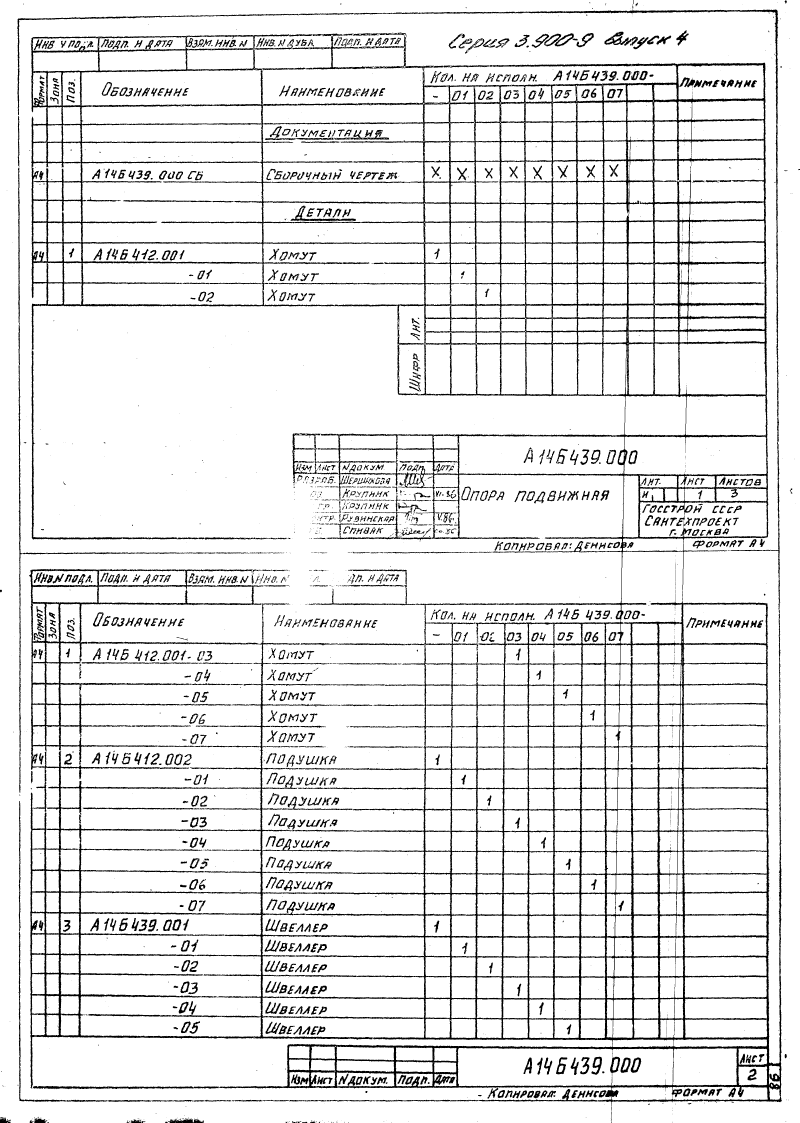 Серия 3.900-9 Выпуск 4
ИНВ № ПОДЛ. ПОДП. И ДАТА ВЗАМ. ИНВ. № ИНВ. № ДУБЛ. ПОДП. И ДАТА
ФОРМАТ ЗОНА ПОЗ. ОБОЗНАЧЕНИЕ НАИМЕНОВАНИЕ КОЛ. НА ИСПОЛН. А14Б439.000- ПРИМЕЧАНИЕ
- 01 02 03 04 05 06 07
ДОКУМЕНТАЦИЯ
А4 А14Б439.000 СБ СБОРОЧНЫЙ ЧЕРТЕЖ Х Х Х Х Х Х Х Х
ДЕТАЛИ
А4 1 А14Б412.001 ХОМУТ 1
-01 ХОМУТ 1
-02 ХОМУТ 1
ЛИТ.
ШИФР
А14Б439.000
ИЗМ ЛИСТ № ДОКУМ ПОДП. ДАТА
РАЗРАБ. ШЕРШАКОВА
КРУПНИК VI.86
КРУПНИК
РУВИНСКАЯ V.86
СПИВАК
ОПОРА ПОДВИЖНАЯ
ЛИТ. ЛИСТ ЛИСТОВ
И 1 3
ГОССТРОЙ СССР
САНТЕХПРОЕКТ
Г. МОСКВА
КОПИРОВАЛ: ДЕНИСОВА ФОРМАТ А4
ИНВ. № ПОДЛ. ПОДП. И ДАТА ВЗАМ. ИНВ. № ИНВ. № ДП. И ДАТА
ФОРМАТ ЗОНА ПОЗ. ОБОЗНАЧЕНИЕ НАИМЕНОВАНИЕ КОЛ. НА ИСПОЛН. А14Б 439.000- ПРИМЕЧАНИЕ
- 01 02 03 04 05 06 07
А4 1 А14Б 412.001-03 ХОМУТ 1
-04 ХОМУТ 1
-05 ХОМУТ 1
-06 ХОМУТ 1
-07 ХОМУТ 1
А4 2 А14Б412.002 ПОДУШКА 1
-01 ПОДУШКА 1
-02 ПОДУШКА 1
-03 ПОДУШКА 1
-04 ПОДУШКА 1
-05 ПОДУШКА 1
-06 ПОДУШКА 1
-07 ПОДУШКА 1
А4 3 А14Б439.001 ШВЕЛЛЕР 1
-01 ШВЕЛЛЕР 1
-02 ШВЕЛЛЕР 1
-03 ШВЕЛЛЕР 1
-04 ШВЕЛЛЕР 1
-05 ШВЕЛЛЕР 1
ИЗМ ЛИСТ № ДОКУМ. ПОДП. ДАТА
А14Б439.000
ЛИСТ
2
86
- КОПИРОВАЛ: ДЕНИСОВА ФОРМАТ А4